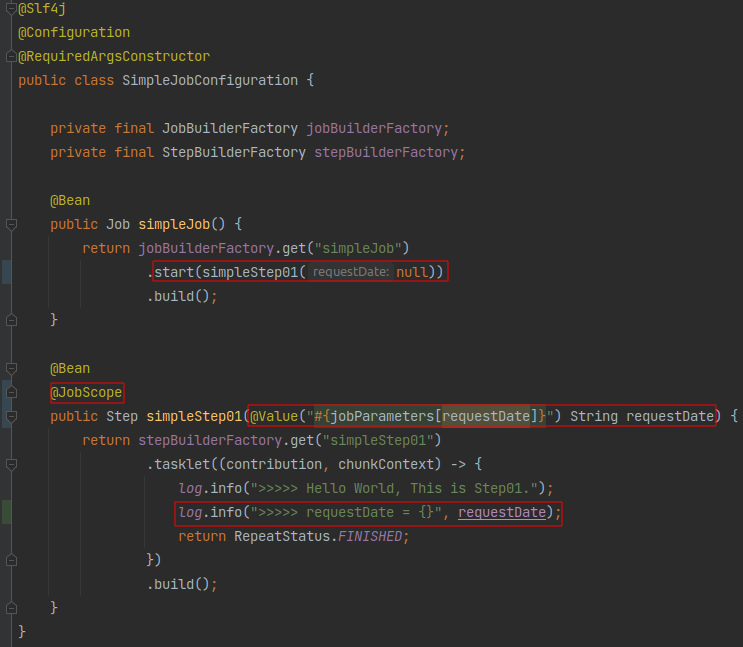 @Slf4j
@Configuration
@RequiredArgsConstructor
public class SimpleJobConfiguration {
private final JobBuilderFactory jobBuilderFactory;
private final StepBuilderFactory stepBuilderFactory;
@Bean
public Job simpleJob() {
return jobBuilderFactory.get("simpleJob")
.start(simpleStep01( requestDate: null))
.build();
}
@Bean
@JobScope
public Step simpleStep01(@Value("#{jobParameters[requestDate]}") String requestDate) {
return stepBuilderFactory.get("simpleStep01")
.tasklet((contribution, chunkContext) -> {
log.info(">>>>> Hello World, This is Step01.");
log.info(">>>>> requestDate = {}", requestDate);
return RepeatStatus.FINISHED;
})
.build();
}
}